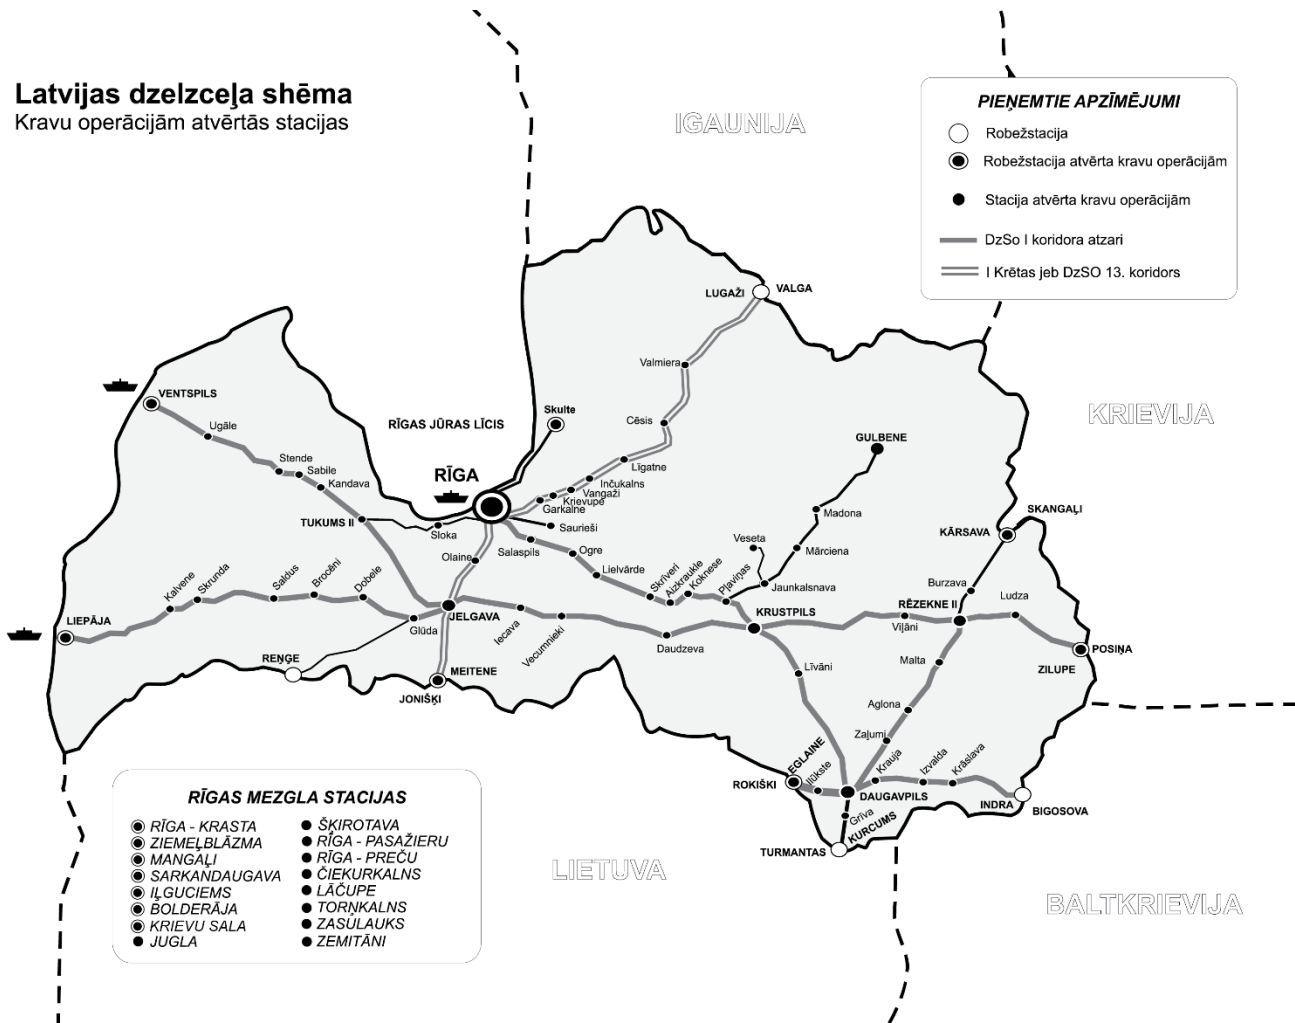 Latvijas dzelzceļa shēma
Kravu operācijām atvērtās stacijas
IGAUNIJA
PIEŅEMTIE APZĪMĒJUMI
Robežstacija
Robežstacija atvērta kravu operācijām
Stacija atvērta kravu operācijām
DzSo I koridora atzari
I Krētas jeb DzSO 13. koridors
LUGAŽI
VALGA
Valmiera
VENTSPILS
Ugāle
Stende
Sabile
Kandava
RĪGAS JŪRAS LĪCIS
Skulte
Cēsis
KRIEVIJA
GULBENE
RĪGA
Līgatne
Inčukalns
Vangaži
Krievupe
Garkalne
Saurieši
TUKUMS II
Sloka
Olaine
Salaspils
Ogre
Lielvārde
Skrīveri
Aizkraukle
Koknese
Pļaviņas
Veseta
Madona
Mārciena
Jaunkalsnava
SKANGAĻI
KĀRSAVA
Burzava
RĒZEKNE II
Ludza
Kalvene
Skrunda
Saldus
Brocēni
Dobele
LIEPĀJA
Glūda
JELGAVA
Iecava
Vecumnieki
Daudzeva
KRUSTPILS
Viļāni
POSIŅA
ZILUPE
RENĢE
MEITENE
JONIŠĶI
Līvāni
Malta
Aglona
Zaļumi
EGLAINE
ROKIŠĶI
Ilūkste
Krauja
Izvalda
Krāslava
DAUGAVPILS
INDRA
BIGOSOVA
Grīva
KURCUMS
TURMANTAS
LIETUVA
BALTKRIEVIJA
RĪGAS MEZGLA STACIJAS
RĪGA - KRASTA
ZIEMEĻBLĀZMA
MANGAĻI
SARKANDAUGAVA
IĻGUCIEMS
BOLDERĀJA
KRIEVU SALA
JUGLA
ŠĶIROTAVA
RĪGA - PASAŽIERU
RĪGA - PREČU
ČIEKURKALNS
LĀČUPE
TORŅKALNS
ZASULAUKS
ZEMITĀNI